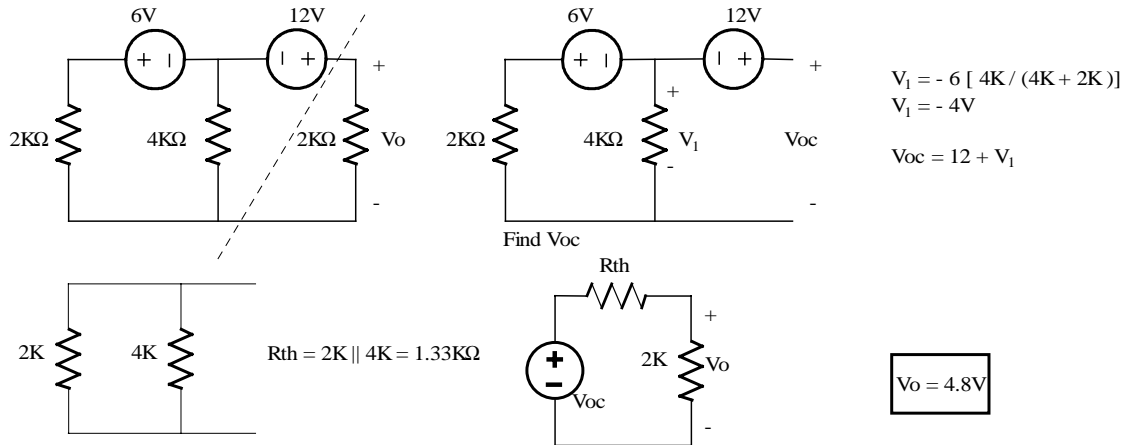 6V 12V
+ − − +
+
2KΩ 4KΩ 2KΩ Vo
-
6V 12V
+ − − +
+
+
2KΩ 4KΩ V₁ Voc
-
-
Find Voc
V₁ = - 6 [ 4K / (4K + 2K )]
V₁ = - 4V
Voc = 12 + V₁
2K 4K
Rth = 2K || 4K = 1.33KΩ
Rth
+
+
−
2K Vo
Voc
-
Vo = 4.8V